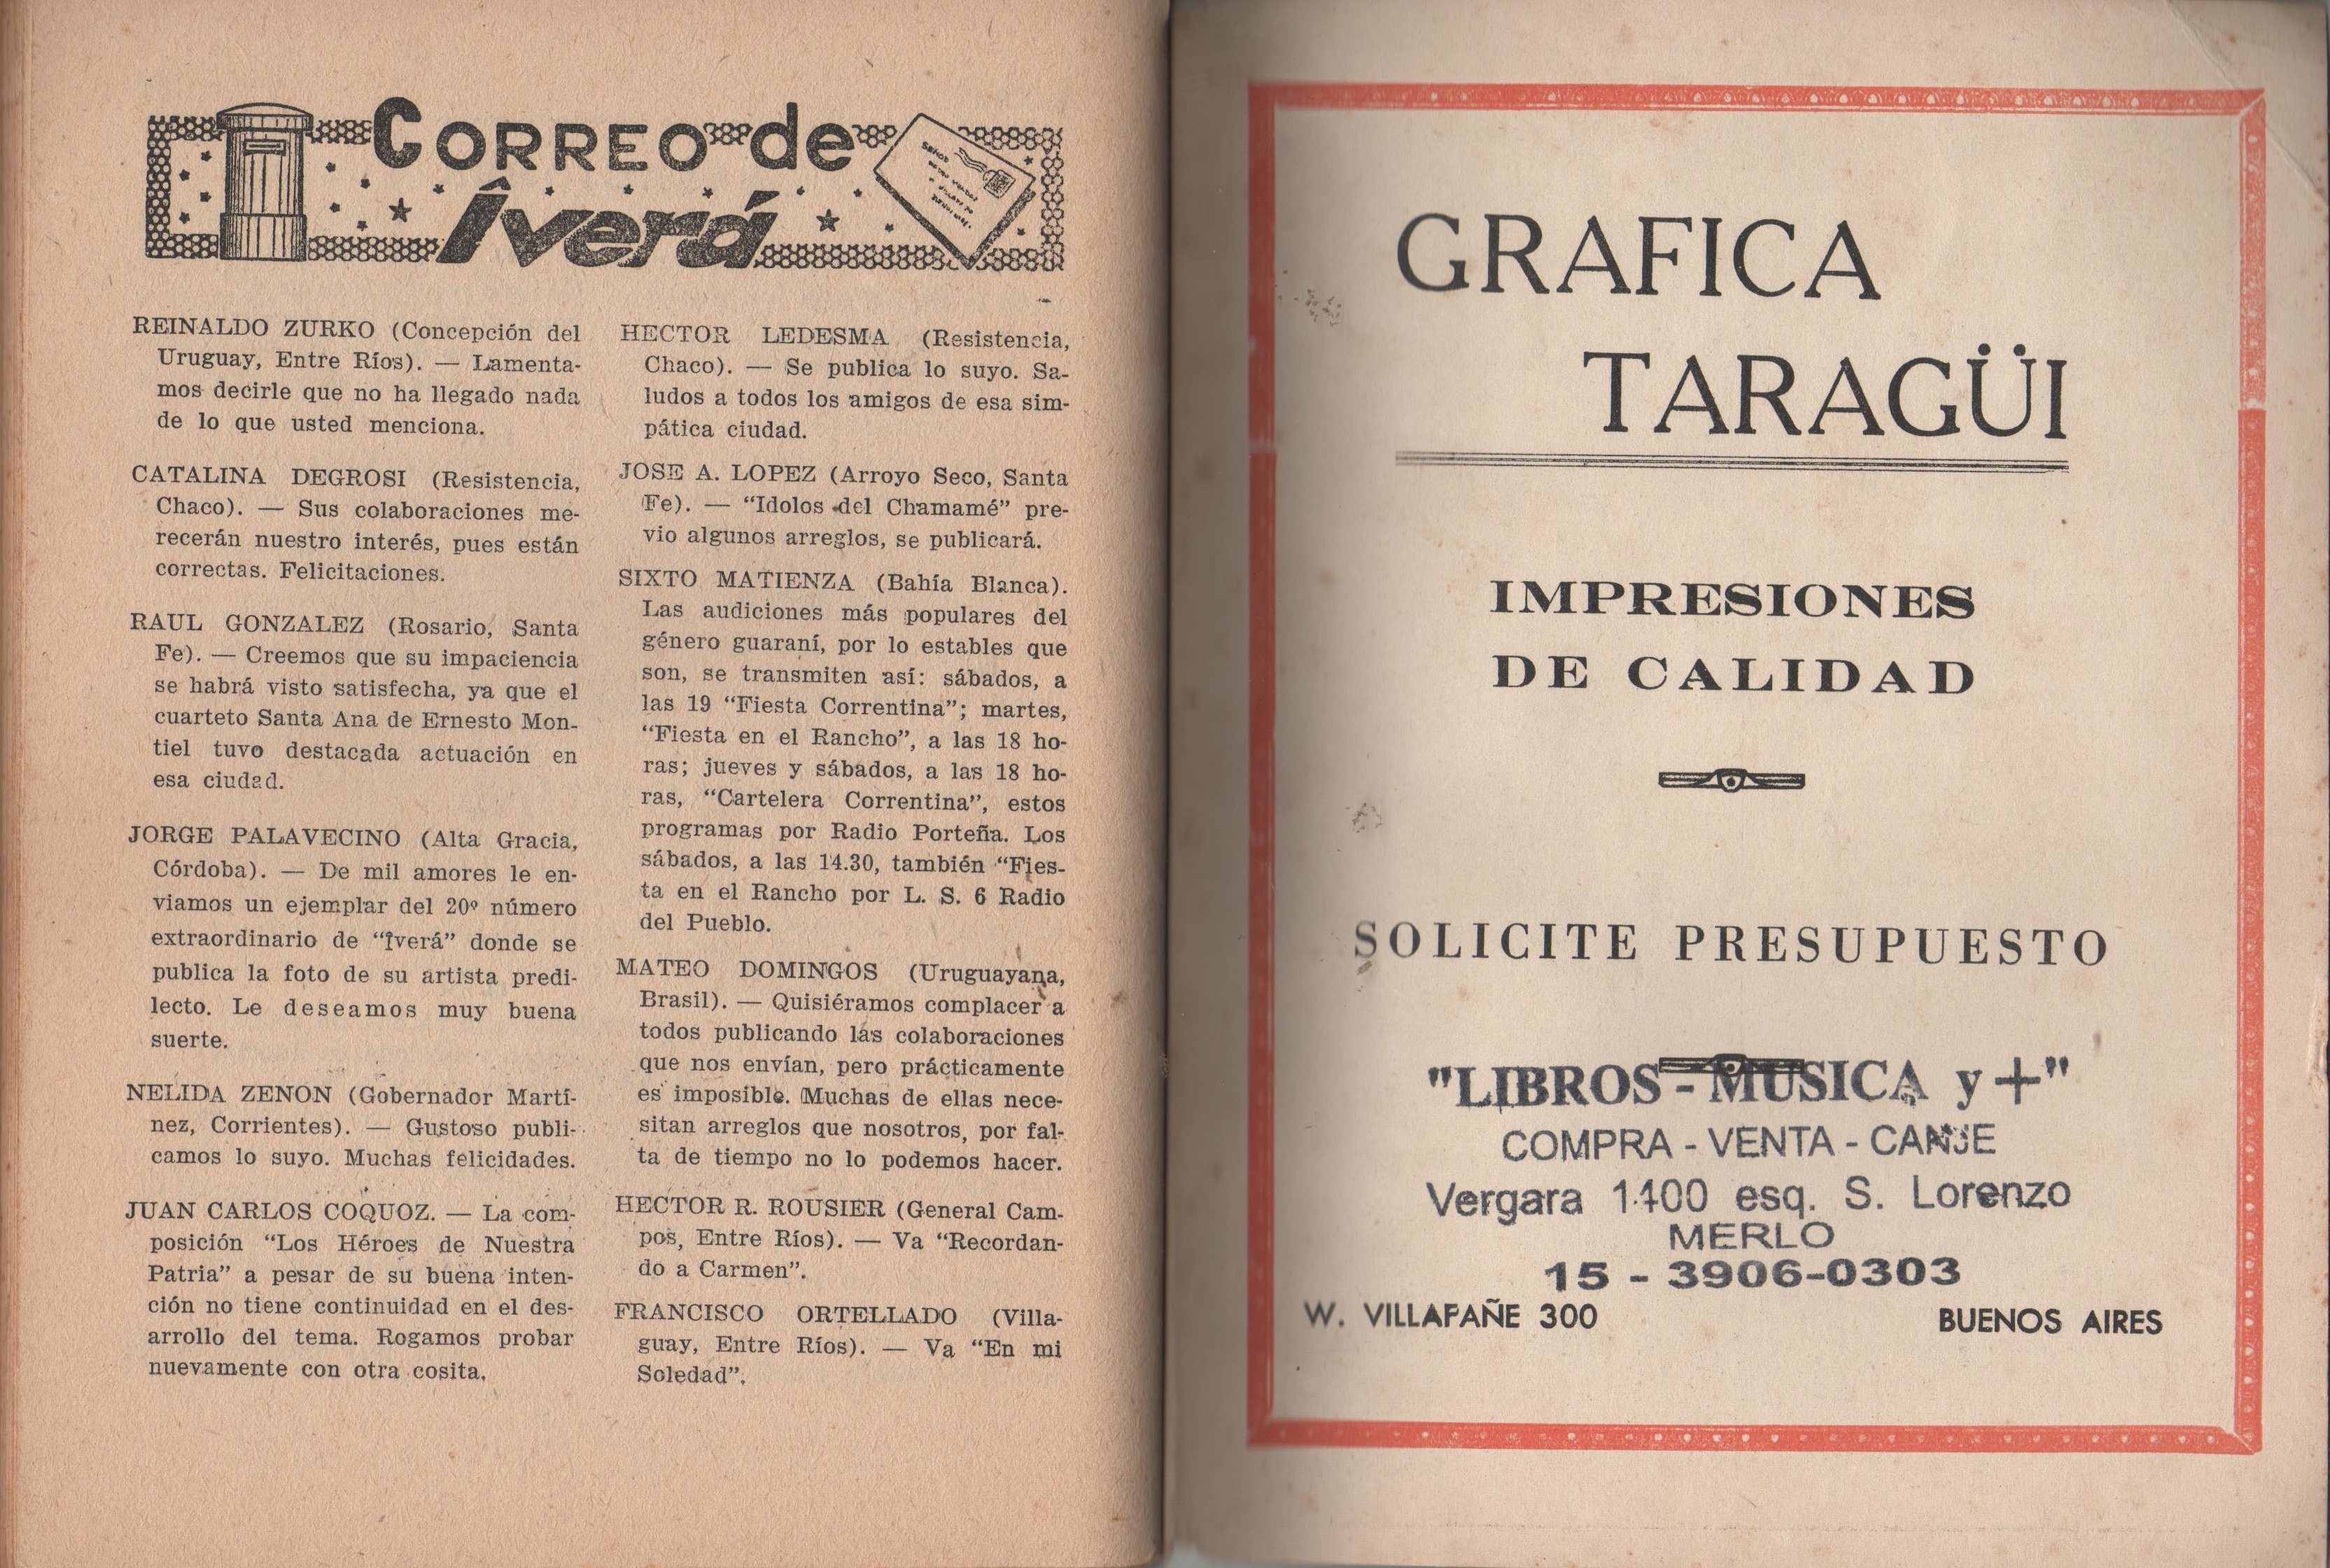 CORREO de
Îverá
REINALDO ZURKO (Concepción del
Uruguay, Entre Ríos). — Lamenta-
mos decirle que no ha llegado nada
de lo que usted menciona.
CATALINA DEGROSI (Resistencia,
Chaco). — Sus colaboraciones me-
recerán nuestro interés, pues están
correctas. Felicitaciones.
RAUL GONZALEZ (Rosario, Santa
Fe). — Creemos que su impaciencia
se habrá visto satisfecha, ya que el
cuarteto Santa Ana de Ernesto Mon-
tiel tuvo destacada actuación en
esa ciudad.
JORGE PALAVECINO (Alta Gracia,
Córdoba). — De mil amores le en-
viamos un ejemplar del 20º número
extraordinario de “Îverá” donde se
publica la foto de su artista predi-
lecto. Le deseamos muy buena
suerte.
NELIDA ZENON (Gobernador Martí-
nez, Corrientes). — Gustoso publi-
camos lo suyo. Muchas felicidades.
JUAN CARLOS COQUOZ. — La com-
posición “Los Héroes de Nuestra
Patria” a pesar de su buena inten-
ción no tiene continuidad en el des-
arrollo del tema. Rogamos probar
nuevamente con otra cosita.
HECTOR LEDESMA (Resistencia,
Chaco). — Se publica lo suyo. Sa-
ludos a todos los amigos de esa sim-
pática ciudad.
JOSE A. LOPEZ (Arroyo Seco, Santa
Fe). — “Idolos del Chamamé” pre-
vio algunos arreglos, se publicará.
SIXTO MATIENZA (Bahía Blanca).
Las audiciones más populares del
género guaraní, por lo estables que
son, se transmiten así: sábados, a
las 19 “Fiesta Correntina”; martes,
“Fiesta en el Rancho”, a las 18 ho-
ras; jueves y sábados, a las 18 ho-
ras, “Cartelera Correntina”, estos
programas por Radio Porteña. Los
sábados, a las 14.30, también “Fies-
ta en el Rancho por L. S. 6 Radio
del Pueblo.
MATEO DOMINGOS (Uruguayana,
Brasil). — Quisiéramos complacer a
todos publicando las colaboraciones
que nos envían, pero prácticamente
es imposible. Muchas de ellas nece-
sitan arreglos que nosotros, por fal-
ta de tiempo no lo podemos hacer.
HECTOR R. ROUSIER (General Cam-
pos, Entre Ríos). — Va “Recordan-
do a Carmen”.
FRANCISCO ORTELLADO (Villa-
guay, Entre Ríos). — Va “En mi
Soledad”.
GRAFICA
TARAGÜI
IMPRESIONES
DE CALIDAD
SOLICITE PRESUPUESTO
"LIBROS - MUSICA y +"
COMPRA - VENTA - CANJE
Vergara 1400 esq. S. Lorenzo
MERLO
15 - 3906-0303
W. VILLAFAÑE 300 BUENOS AIRES